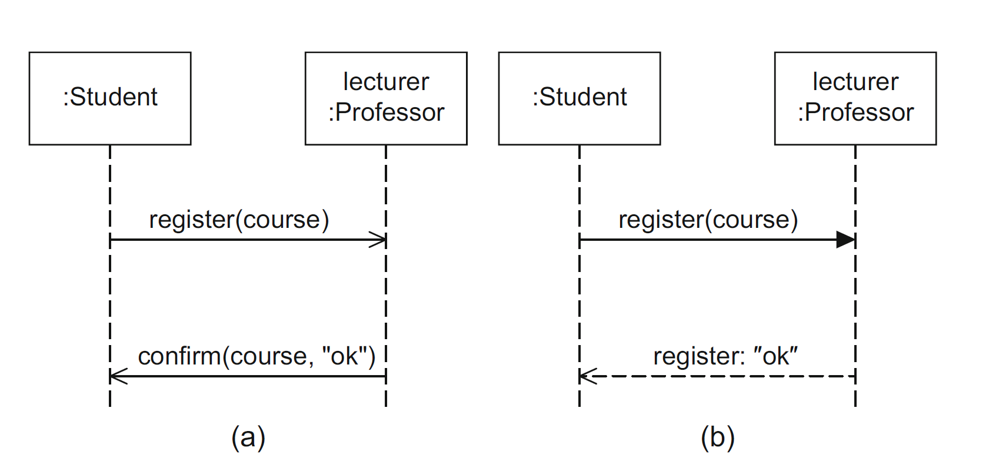 :Student
lecturer
:Professor
register(course)
confirm(course, "ok")
(a)
:Student
lecturer
:Professor
register(course)
register: "ok"
(b)